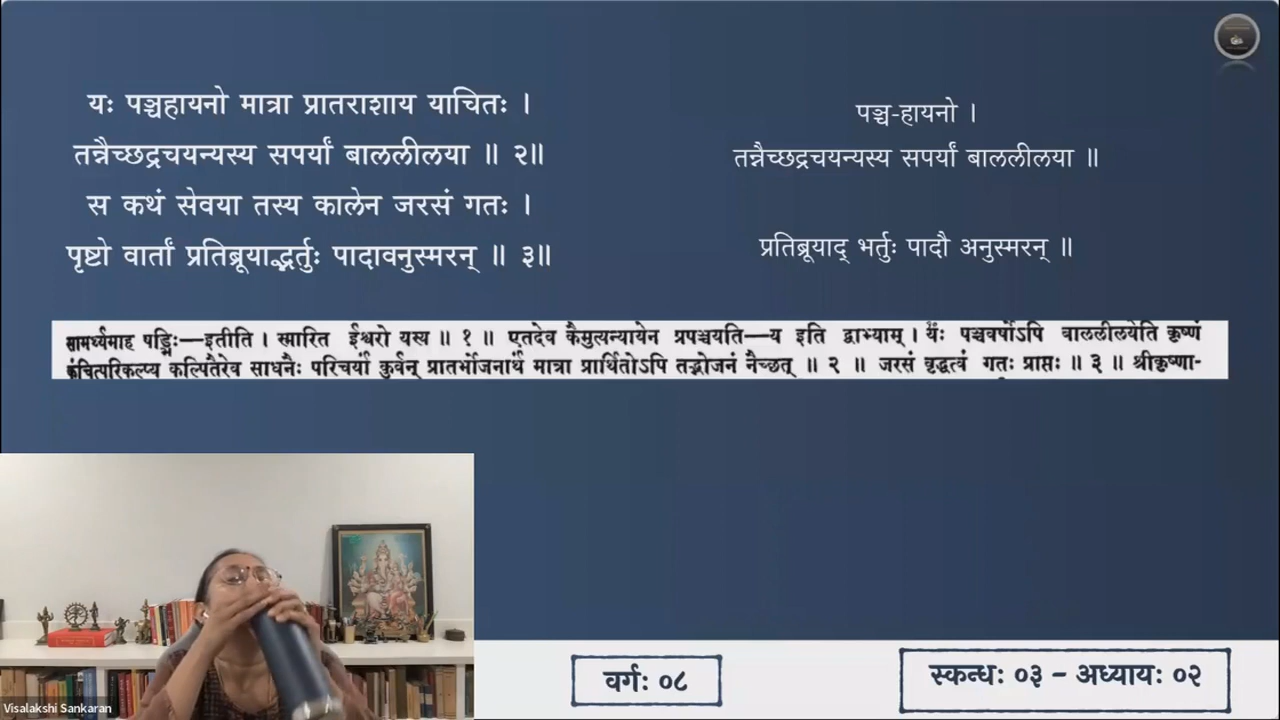 यः पञ्चहायनो मात्रा प्रातराशाय याचितः ।
तन्नैच्छद्रचयन्यस्य सपर्यां बाललीलया ॥ २॥
स कथं सेवया तस्य कालेन जरसं गतः ।
पृष्टो वार्तां प्रतिब्रूयाद्भर्तुः पादावनुस्मरन् ॥ ३॥
पञ्च-हायनो ।
तन्नैच्छद्रचयन्यस्य सपर्यां बाललीलया ॥
प्रतिब्रूयाद् भर्तुः पादौ अनुस्मरन् ॥
सामर्थ्यमाह षड्भिः—इतीति । स्मारित ईश्वरो यस्य ॥ १ ॥ एतदेव कैमुत्यन्यायेन प्रपञ्चयति—य इति द्वाभ्याम् । यः पञ्चवर्षोऽपि बाललीलयेति कृष्णं
कंचित्परिकल्प्य कल्पितैरेव साधनैः परिचर्यां कुर्वन् प्रातर्भोजनार्थं मात्रा प्रार्थितोऽपि तद्भोजनं नैच्छत् ॥ २ ॥ जरसं वृद्धत्वं गतः प्राप्तः ॥ ३ ॥ श्रीकृष्णा-
Visalakshi Sankaran
वर्गः ०८
स्कन्धः ०३ - अध्यायः ०२